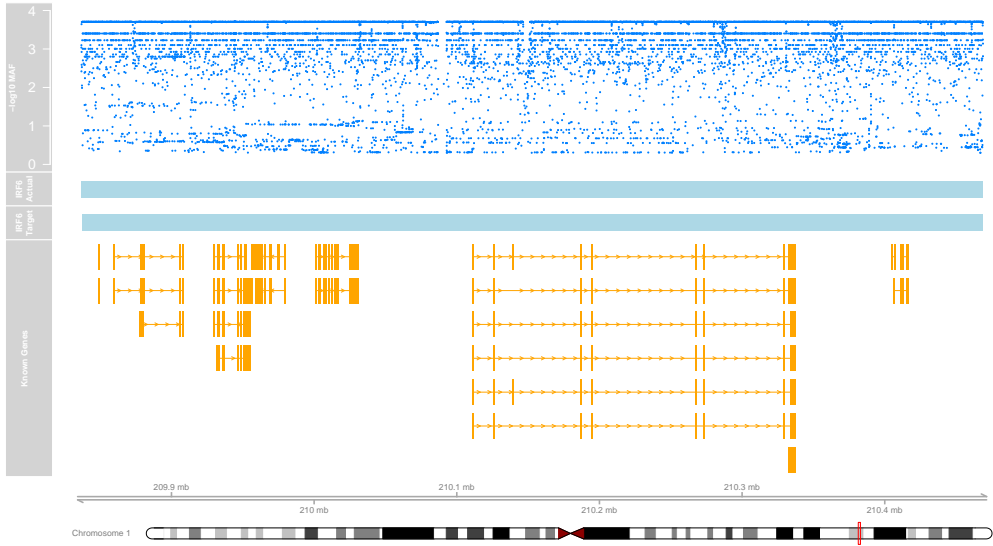 4
3
2
1
0
−log10 MAF
IRF6
Actual
IRF6
Target
Known Genes
209.9 mb
210.1 mb
210.3 mb
210 mb
210.2 mb
210.4 mb
Chromosome 1